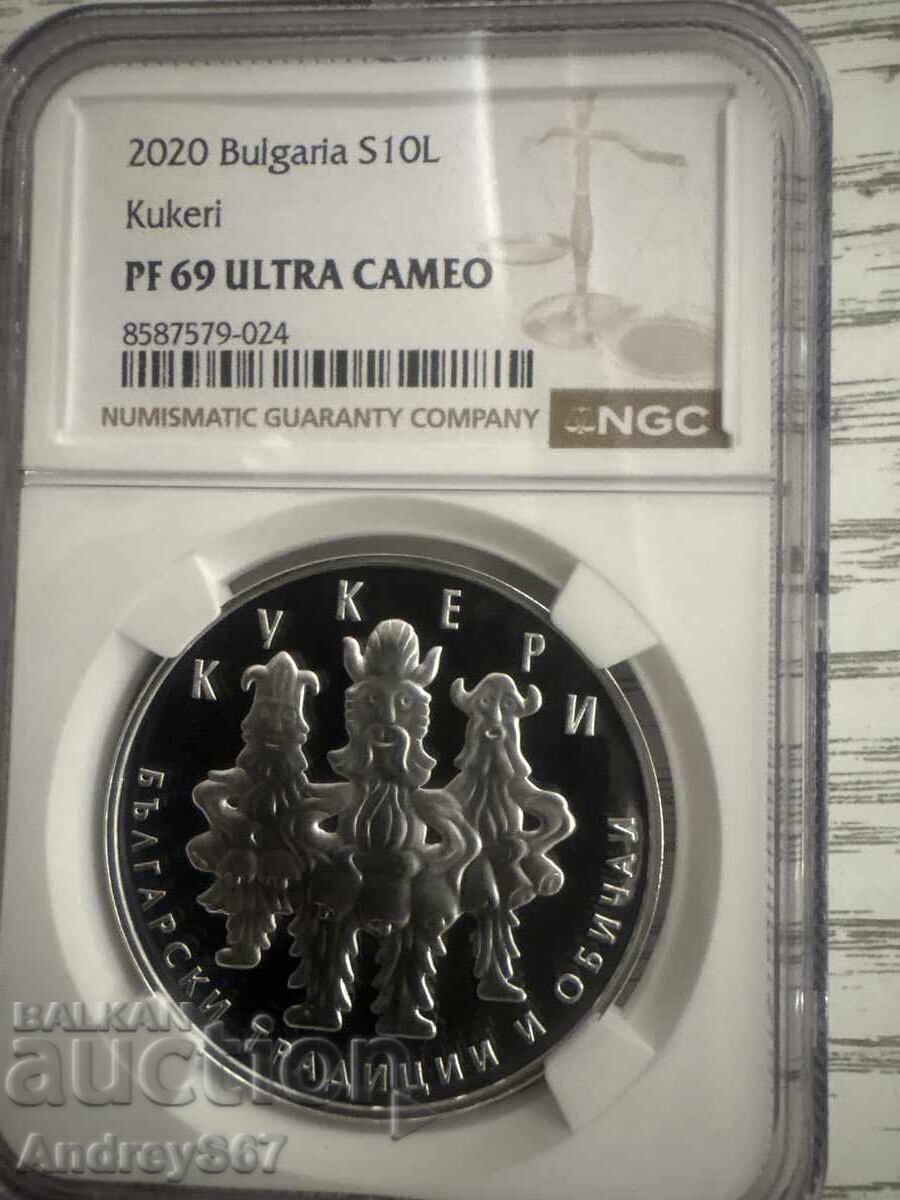 2020 Bulgaria S10L
Kukeri
PF 69 ULTRA CAMEO
8587579-024
NUMISMATIC GUARANTY COMPANY
NGC
КУКЕРИ
БЪЛГАРСКИ ТРАДИЦИИ И ОБИЧАИ
BALKAN
auction
AndreyS67